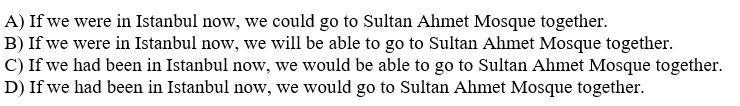 A) If we were in Istanbul now, we could go to Sultan Ahmet Mosque together.
B) If we were in Istanbul now, we will be able to go to Sultan Ahmet Mosque together.
C) If we had been in Istanbul now, we would be able to go to Sultan Ahmet Mosque together.
D) If we had been in Istanbul now, we would go to Sultan Ahmet Mosque together.